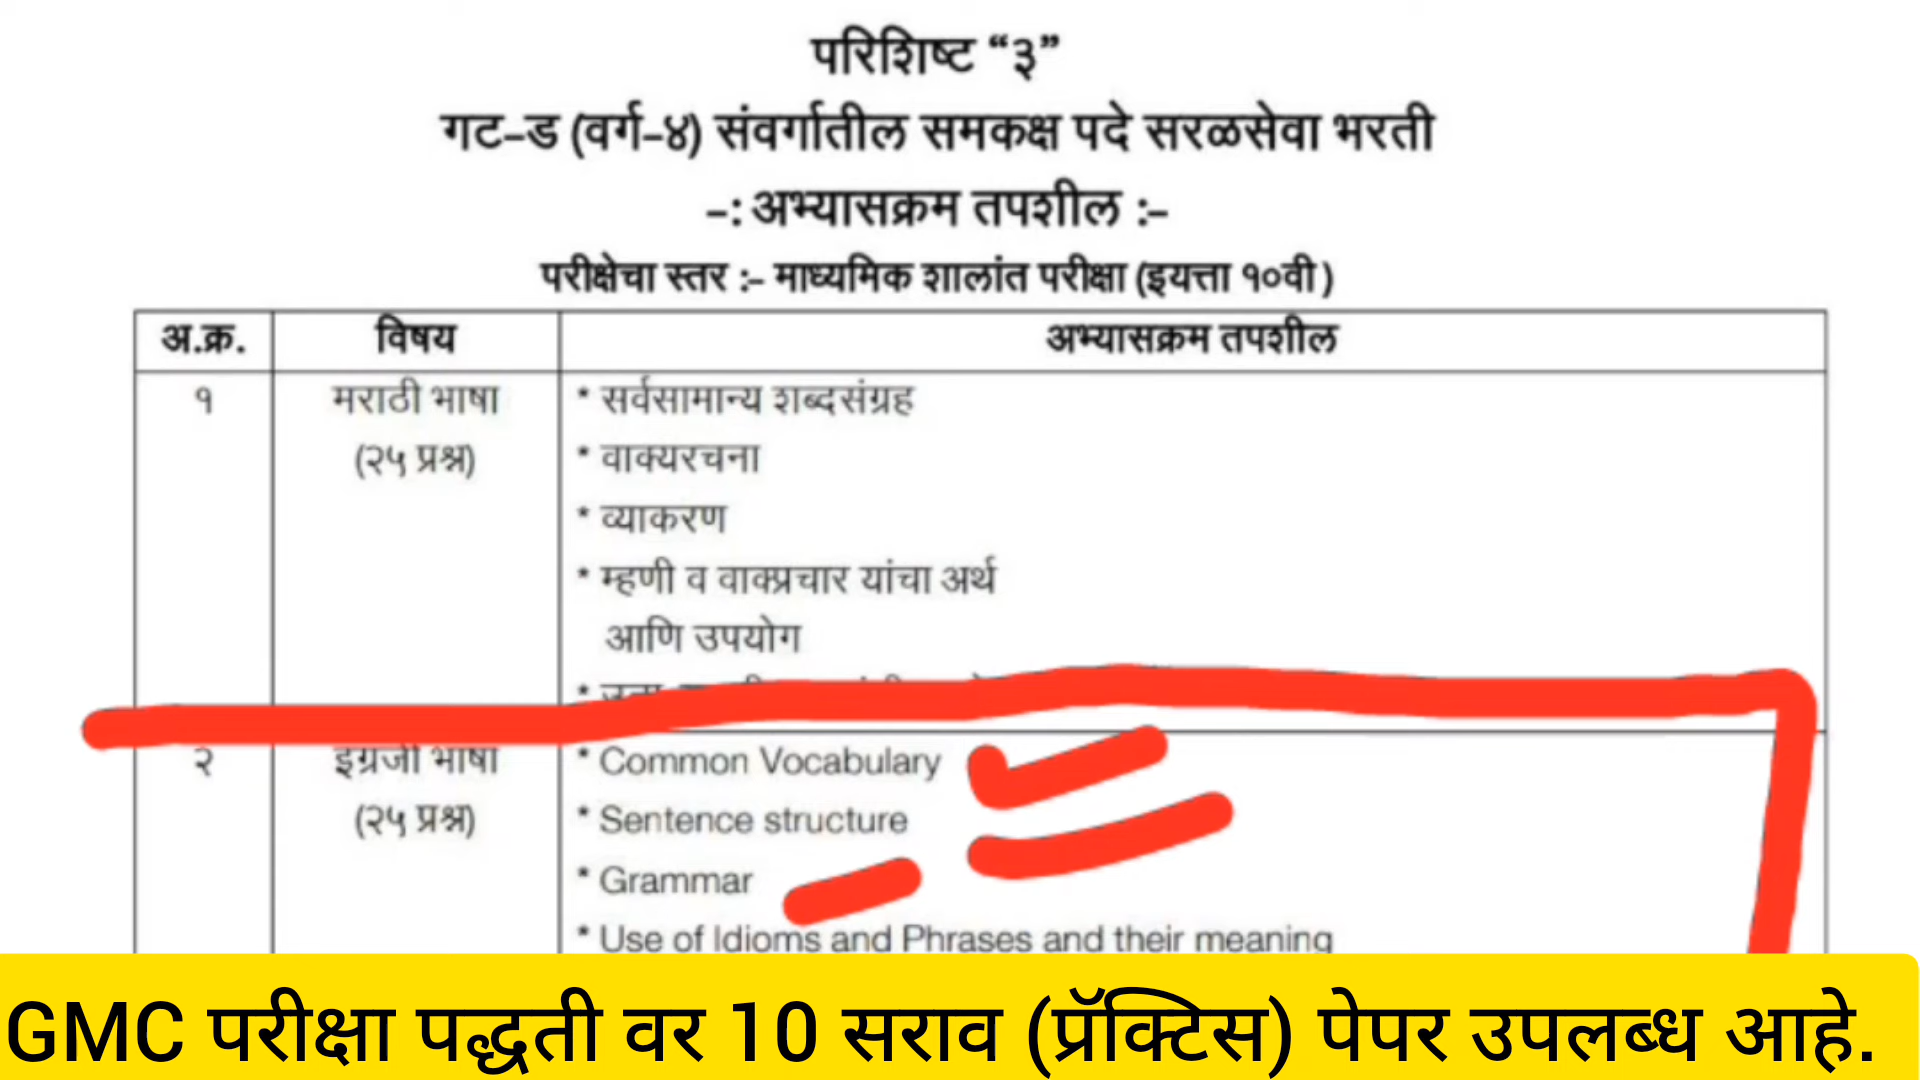 परिशिष्ट “३”
गट–ड (वर्ग–४) संवर्गातील समकक्ष पदे सरळसेवा भरती
–: अभ्यासक्रम तपशील :–
परीक्षेचा स्तर :– माध्यमिक शालांत परीक्षा (इयत्ता १०वी)
अ.क्र. विषय अभ्यासक्रम तपशील
१ मराठी भाषा * सर्वसामान्य शब्दसंग्रह
(२५ प्रश्न) * वाक्यरचना
* व्याकरण
* म्हणी व वाक्प्रचार यांचा अर्थ
आणि उपयोग
२ इंग्रजी भाषा * Common Vocabulary
(२५ प्रश्न) * Sentence structure
* Grammar
* Use of Idioms and Phrases and their meaning
GMC परीक्षा पद्धती वर 10 सराव (प्रॅक्टिस) पेपर उपलब्ध आहे.